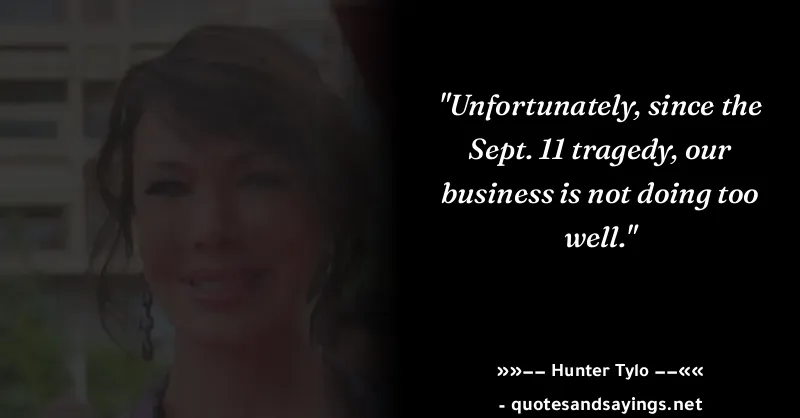 "Unfortunately, since the
Sept. 11 tragedy, our
business is not doing too
well."
»»-- Hunter Tylo --««
- quotesandsayings.net